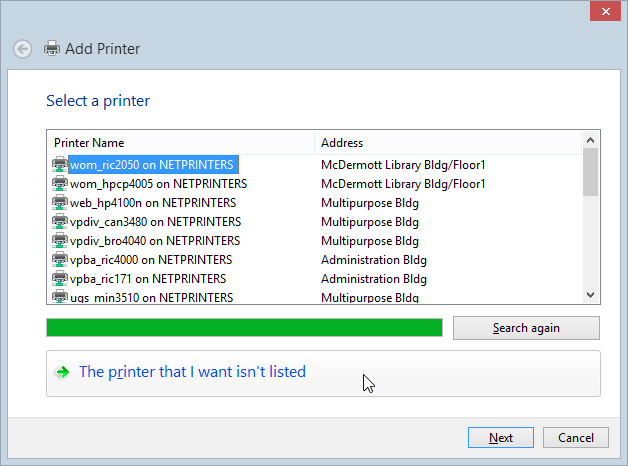 Add Printer
Select a printer
Printer Name Address
wom_ric2050 on NETPRINTERS McDermott Library Bldg/Floor1
wom_hpcp4005 on NETPRINTERS McDermott Library Bldg/Floor1
web_hp4100n on NETPRINTERS Multipurpose Bldg
vpdiv_can3480 on NETPRINTERS Multipurpose Bldg
vpdiv_bro4040 on NETPRINTERS Multipurpose Bldg
vpba_ric4000 on NETPRINTERS Administration Bldg
vpba_ric171 on NETPRINTERS Administration Bldg
ugs_min3510 on NETPRINTERS Multipurpose Bldg
Search again
The printer that I want isn't listed
Next Cancel